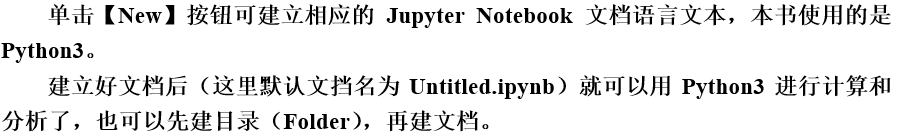 单击【New】按钮可建立相应的 Jupyter Notebook 文档语言文本，本书使用的是
Python3。
建立好文档后（这里默认文挡名为 Untitled.ipynb）就可以用 Python3 进行计算和
分析了，也可以先建目录（Folder），再建文档。